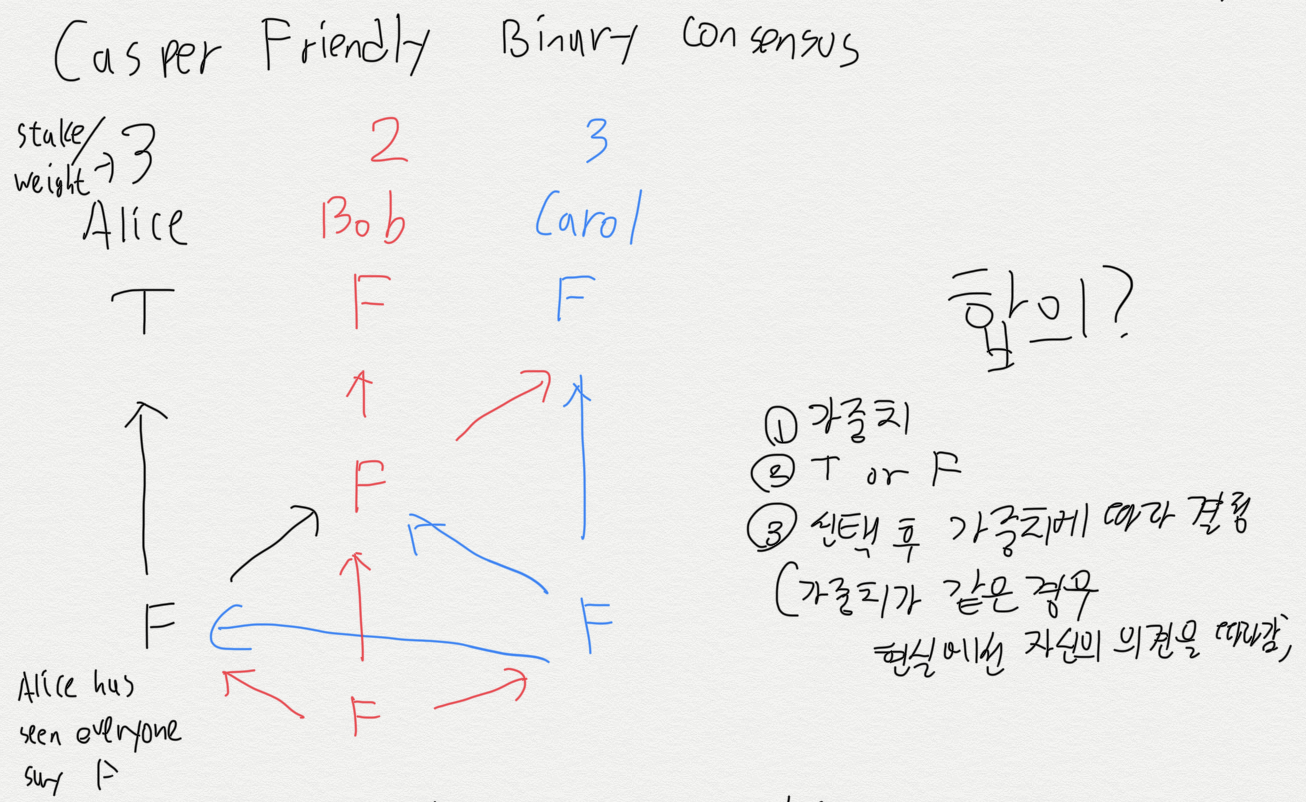 Casper Friendly Binary Consensus
stake/
weight → 3 2 3
Alice Bob Carol
T F F
F
F F
F
Alice has
seen everyone
say F
합의?
① 가중치
② T or F
③ 선택 후 가중치에 따라 결정
(가중치가 같은 경우
현실에선 자신의 의견을 따라감,